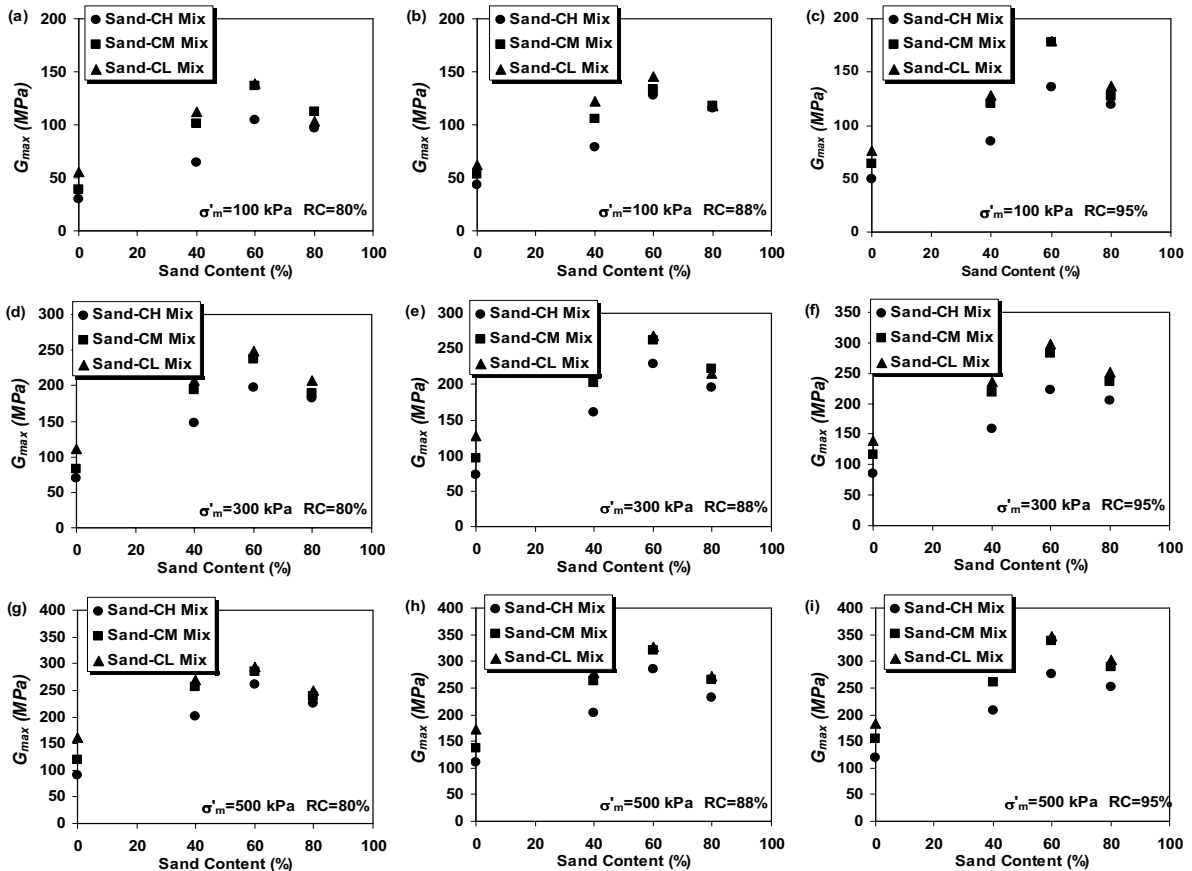 (a)
Sand-CH Mix
Sand-CM Mix
Sand-CL Mix
200
150
100
50
0
G_max (MPa)
σ'm=100 kPa RC=80%
0 20 40 60 80 100
Sand Content (%)
(b)
Sand-CH Mix
Sand-CM Mix
Sand-CL Mix
200
150
100
50
0
G_max (MPa)
σ'm=100 kPa RC=88%
0 20 40 60 80 100
Sand Content (%)
(c)
Sand-CH Mix
Sand-CM Mix
Sand-CL Mix
200
150
100
50
0
G_max (MPa)
σ'm=100 kPa RC=95%
0 20 40 60 80 100
Sand Content (%)
(d)
Sand-CH Mix
Sand-CM Mix
Sand-CL Mix
300
250
200
150
100
50
0
G_max (MPa)
σ'm=300 kPa RC=80%
0 20 40 60 80 100
Sand Content (%)
(e)
Sand-CH Mix
Sand-CM Mix
Sand-CL Mix
300
250
200
150
100
50
0
G_max (MPa)
σ'm=300 kPa RC=88%
0 20 40 60 80 100
Sand Content (%)
(f)
Sand-CH Mix
Sand-CM Mix
Sand-CL Mix
350
300
250
200
150
100
50
0
G_max (MPa)
σ'm=300 kPa RC=95%
0 20 40 60 80 100
Sand Content (%)
(g)
Sand-CH Mix
Sand-CM Mix
Sand-CL Mix
400
350
300
250
200
150
100
50
0
G_max (MPa)
σ'm=500 kPa RC=80%
0 20 40 60 80 100
Sand Content (%)
(h)
Sand-CH Mix
Sand-CM Mix
Sand-CL Mix
400
350
300
250
200
150
100
50
0
G_max (MPa)
σ'm=500 kPa RC=88%
0 20 40 60 80 100
Sand Content (%)
(i)
Sand-CH Mix
Sand-CM Mix
Sand-CL Mix
400
350
300
250
200
150
100
50
0
G_max (MPa)
σ'm=500 kPa RC=95%
0 20 40 60 80 100
Sand Content (%)